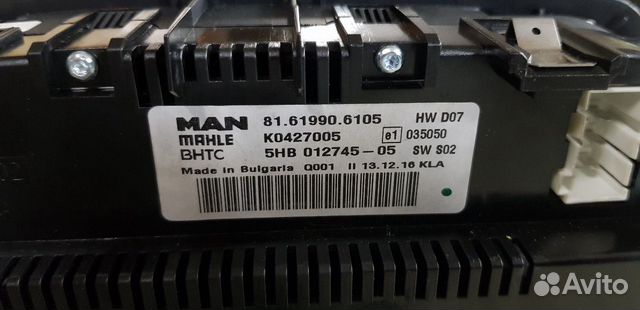 MAN 81.61990.6105 HW D07
MAHLE K0427005 e1 035050
BHTC 5HB 012745-05 SW S02
Made in Bulgaria Q001 II 13.12.16 KLA
Avito